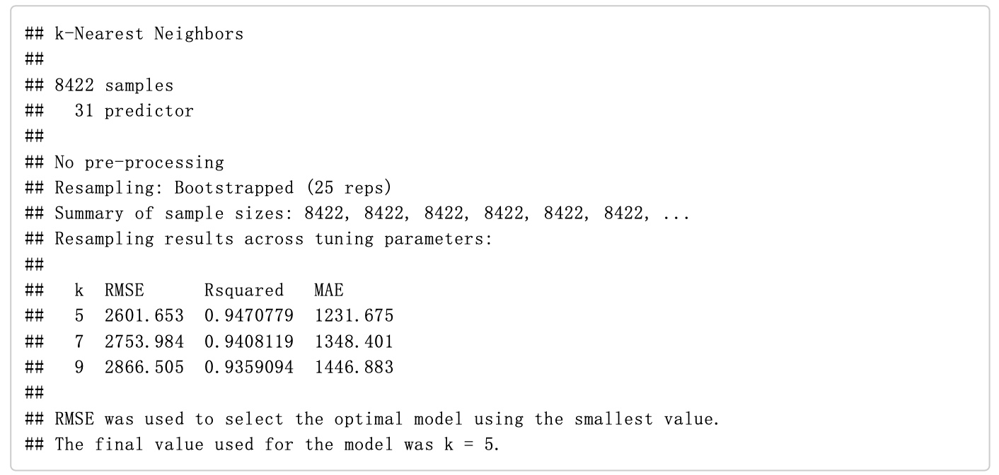 ## k-Nearest Neighbors
##
## 8422 samples
##   31 predictor
##
## No pre-processing
## Resampling: Bootstrapped (25 reps)
## Summary of sample sizes: 8422, 8422, 8422, 8422, 8422, 8422, ...
## Resampling results across tuning parameters:
##
##   k  RMSE      Rsquared   MAE
##   5  2601.653  0.9470779  1231.675
##   7  2753.984  0.9408119  1348.401
##   9  2866.505  0.9359094  1446.883
##
## RMSE was used to select the optimal model using the smallest value.
## The final value used for the model was k = 5.